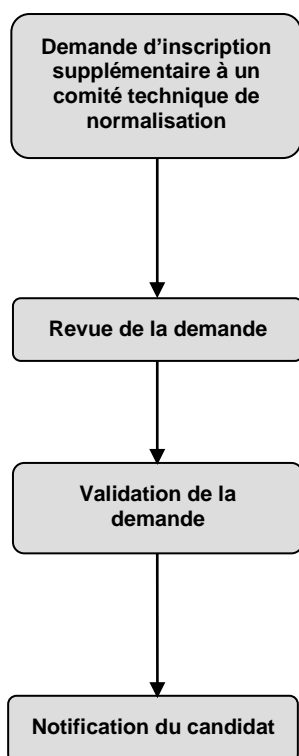 Demande d’inscription
supplémentaire à un
comité technique de
normalisation
Revue de la demande
Validation de la
demande
Notification du candidat